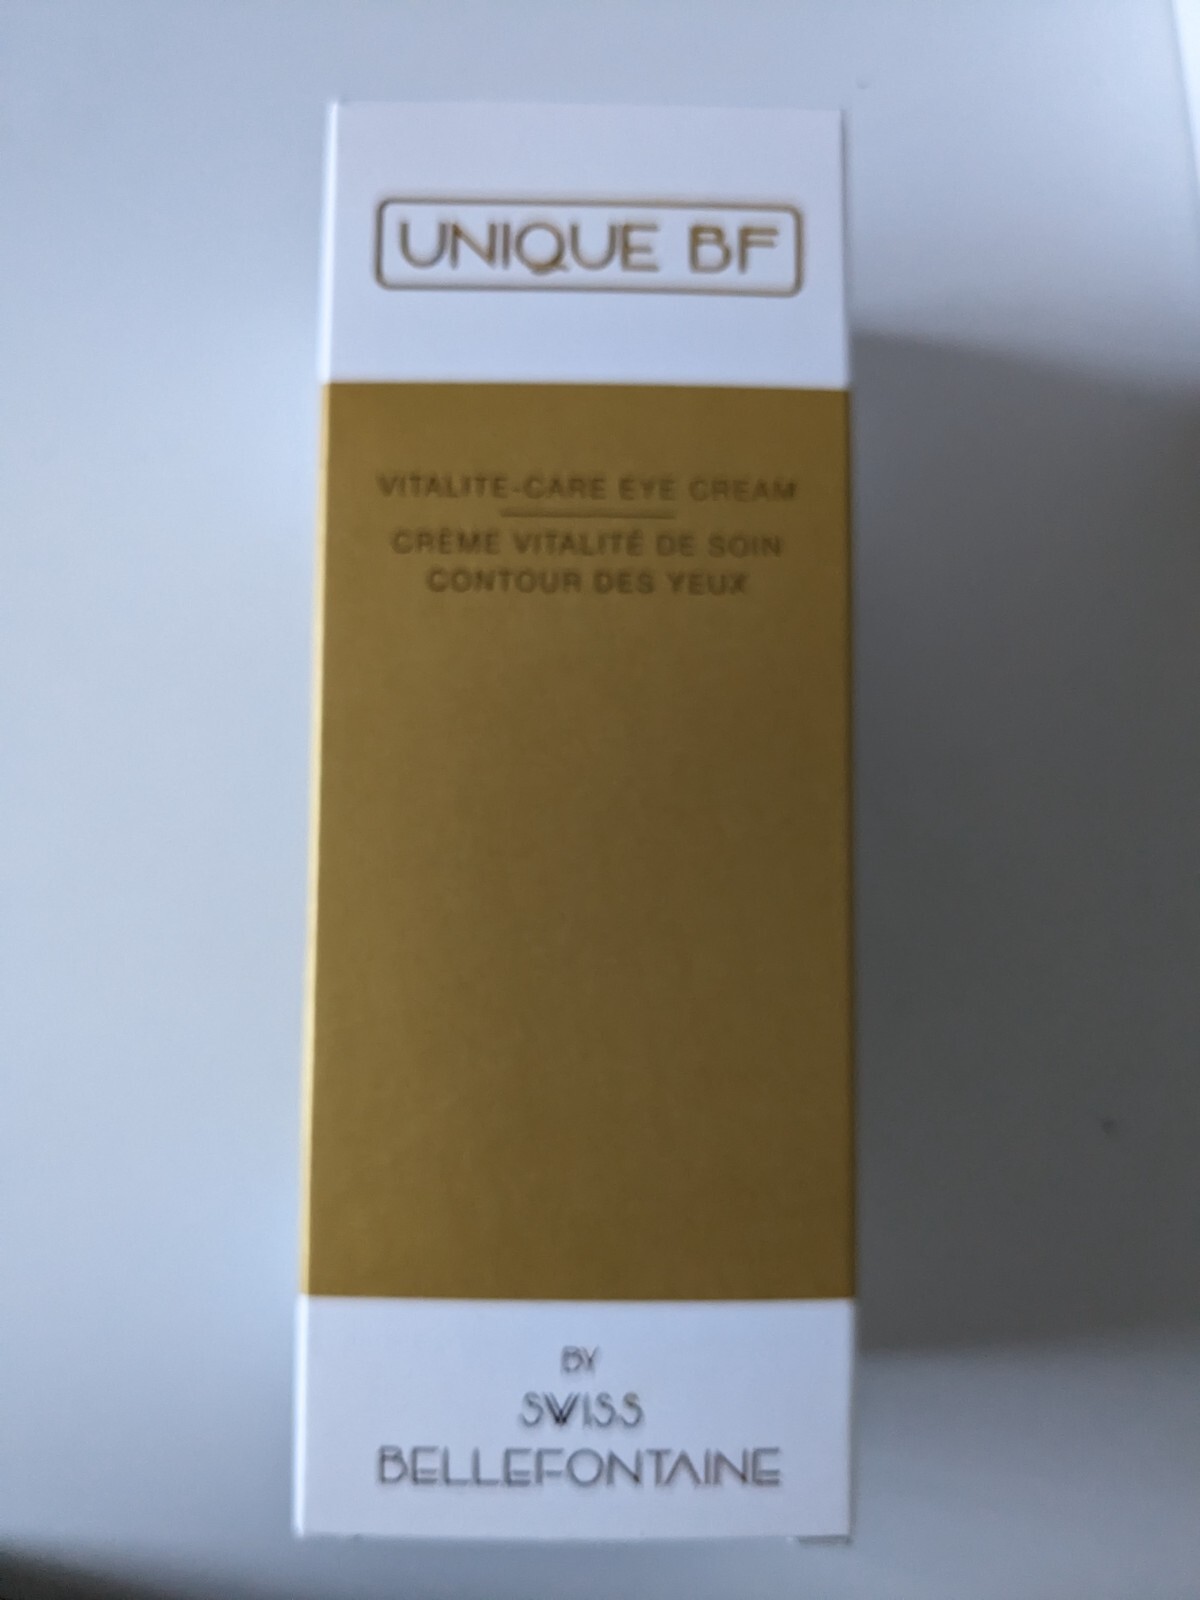 UNIQUE BF
VITALITE-CARE EYE CREAM
CRÈME VITALITÉ DE SOIN
CONTOUR DES YEUX
BY
SWISS
BELLEFONTAINE